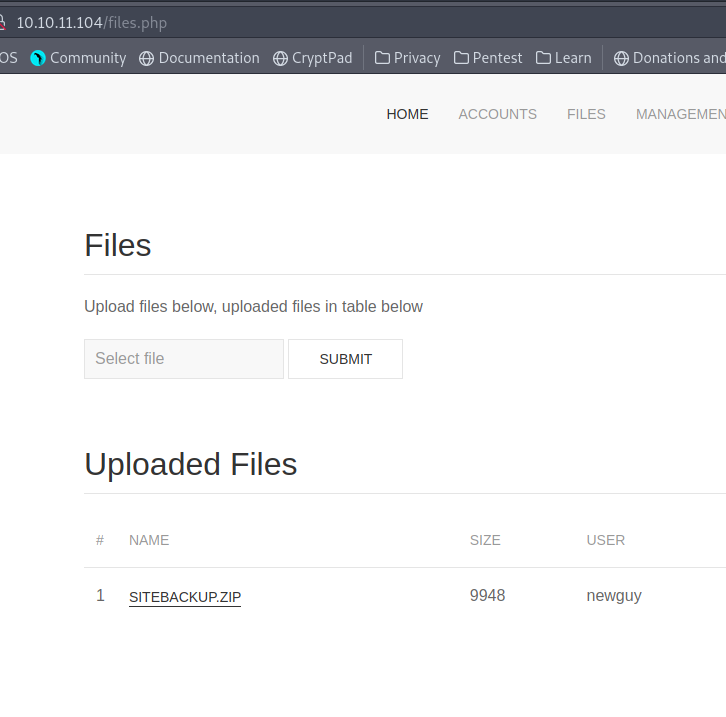 10.10.11.104/files.php
OS Community Documentation CryptPad Privacy Pentest Learn Donations and
HOME ACCOUNTS FILES MANAGEMEN
Files
Upload files below, uploaded files in table below
Select file SUBMIT
Uploaded Files
# NAME SIZE USER
1 SITEBACKUP.ZIP 9948 newguy